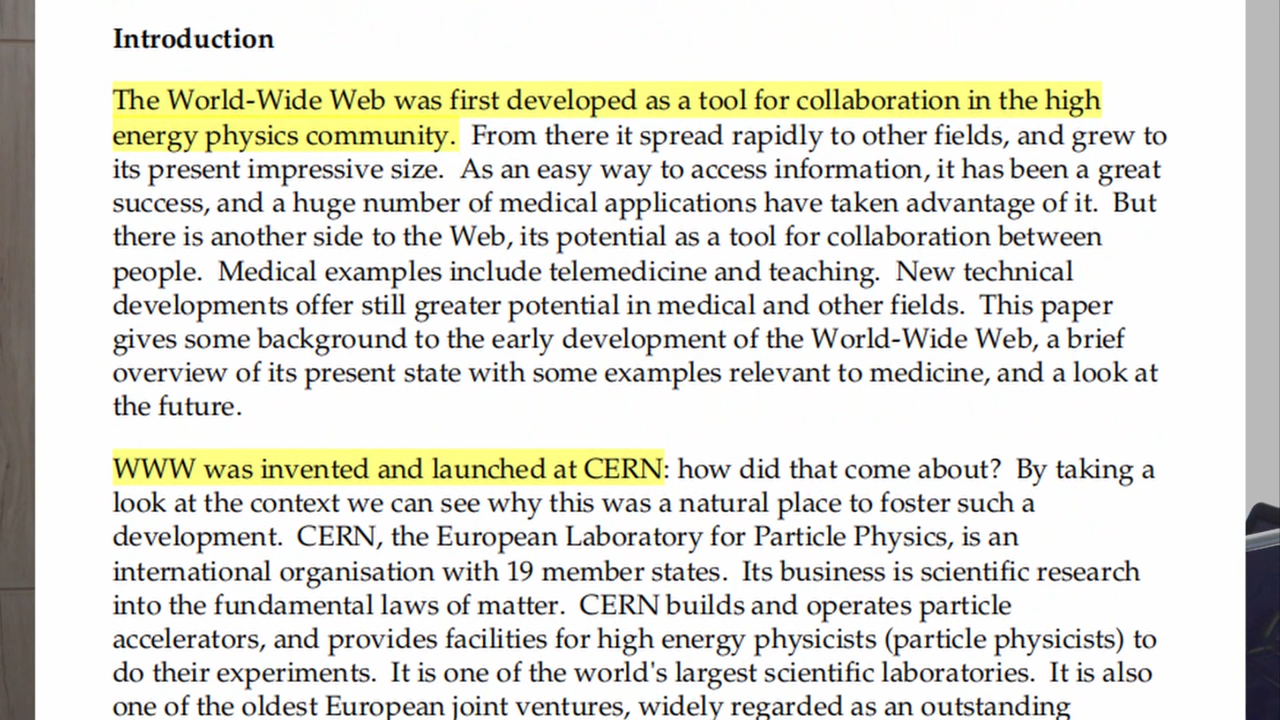 Introduction
The World-Wide Web was first developed as a tool for collaboration in the high
energy physics community.  From there it spread rapidly to other fields, and grew to
its present impressive size.  As an easy way to access information, it has been a great
success, and a huge number of medical applications have taken advantage of it.  But
there is another side to the Web, its potential as a tool for collaboration between
people.  Medical examples include telemedicine and teaching.  New technical
developments offer still greater potential in medical and other fields.  This paper
gives some background to the early development of the World-Wide Web, a brief
overview of its present state with some examples relevant to medicine, and a look at
the future.
WWW was invented and launched at CERN: how did that come about?  By taking a
look at the context we can see why this was a natural place to foster such a
development.  CERN, the European Laboratory for Particle Physics, is an
international organisation with 19 member states.  Its business is scientific research
into the fundamental laws of matter.  CERN builds and operates particle
accelerators, and provides facilities for high energy physicists (particle physicists) to
do their experiments.  It is one of the world's largest scientific laboratories.  It is also
one of the oldest European joint ventures, widely regarded as an outstanding